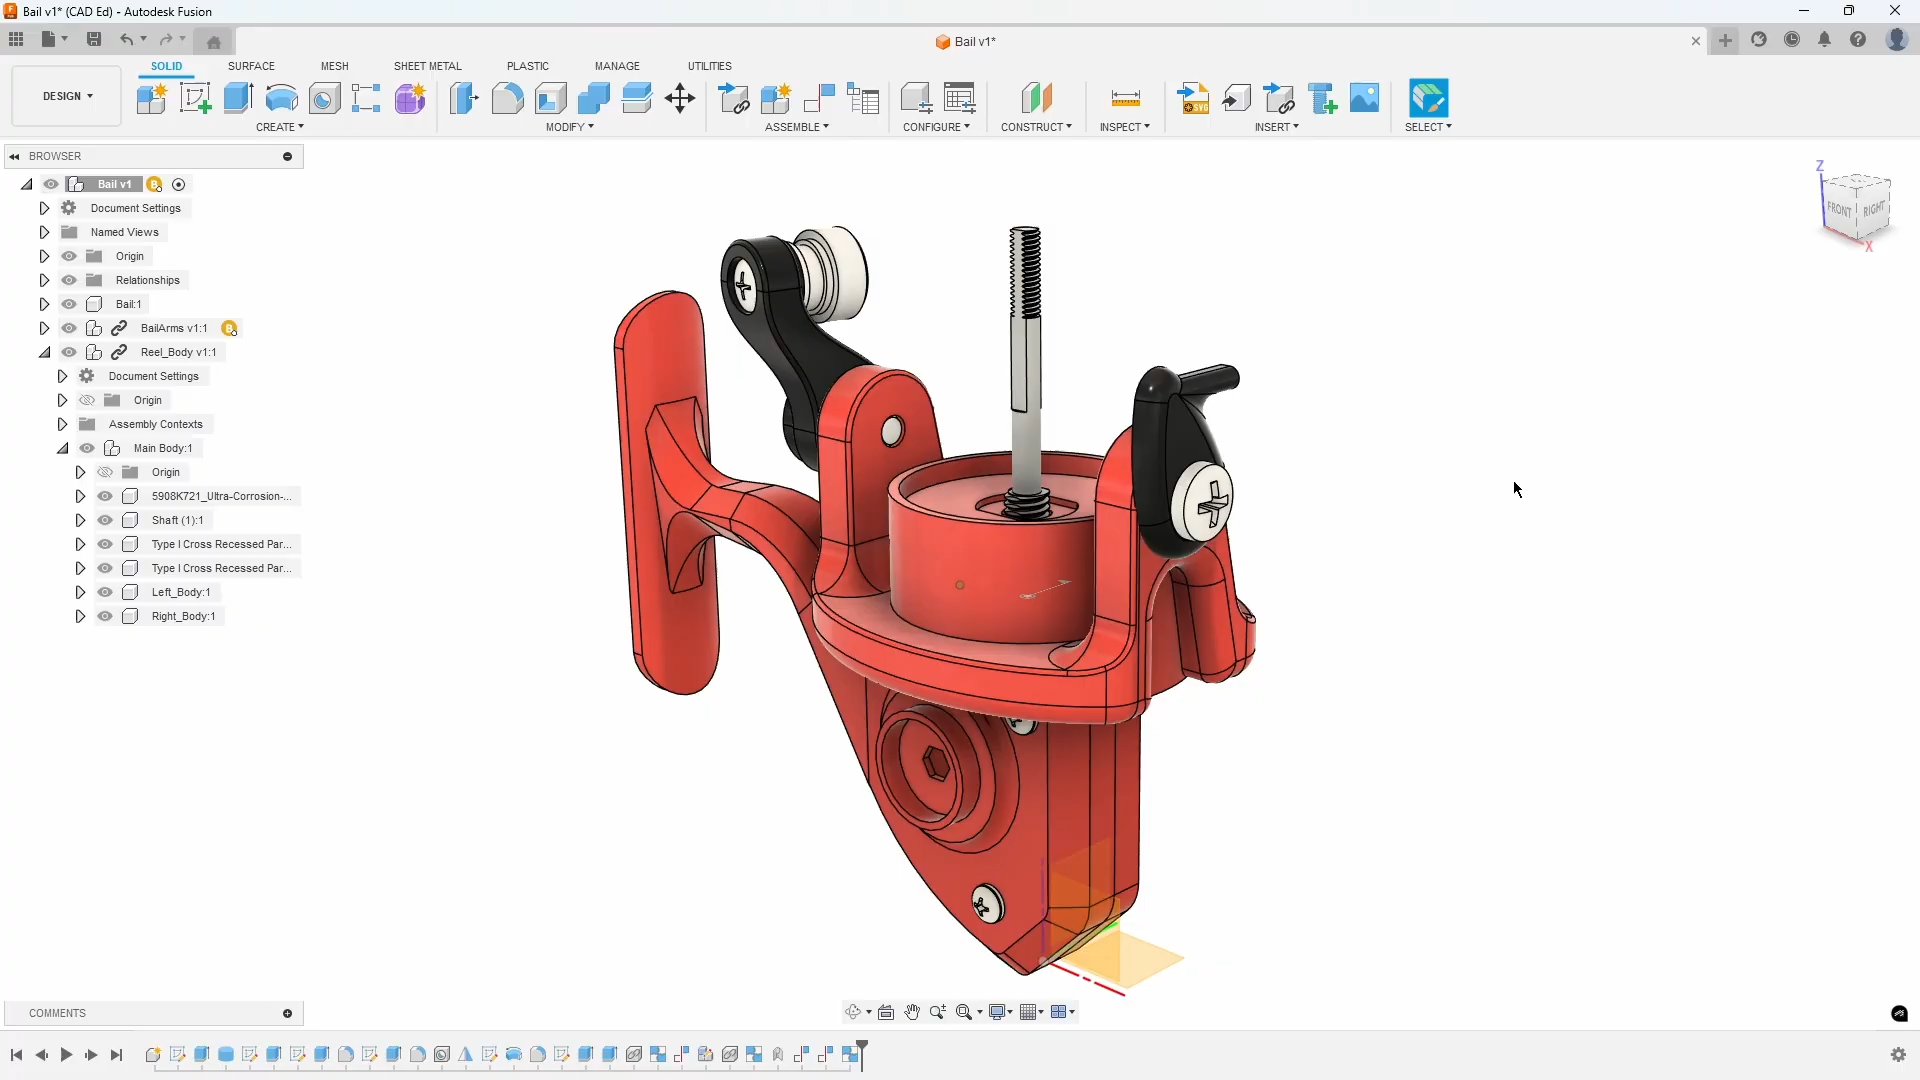 Bail v1* (CAD Ed) - Autodesk Fusion
Bail v1*
DESIGN
SOLID
SURFACE
MESH
SHEET METAL
PLASTIC
MANAGE
UTILITIES
CREATE
MODIFY
ASSEMBLE
CONFIGURE
CONSTRUCT
INSPECT
INSERT
SELECT
SVG
BROWSER
Bail v1
Document Settings
Named Views
Origin
Relationships
Bail:1
BailArms v1:1
Reel_Body v1:1
Document Settings
Origin
Assembly Contexts
Main Body:1
Origin
5908K721_Ultra-Corrosion-...
Shaft (1):1
Type I Cross Recessed Par...
Type I Cross Recessed Par...
Left_Body:1
Right_Body:1
Z
FRONT
RIGHT
X
COMMENTS